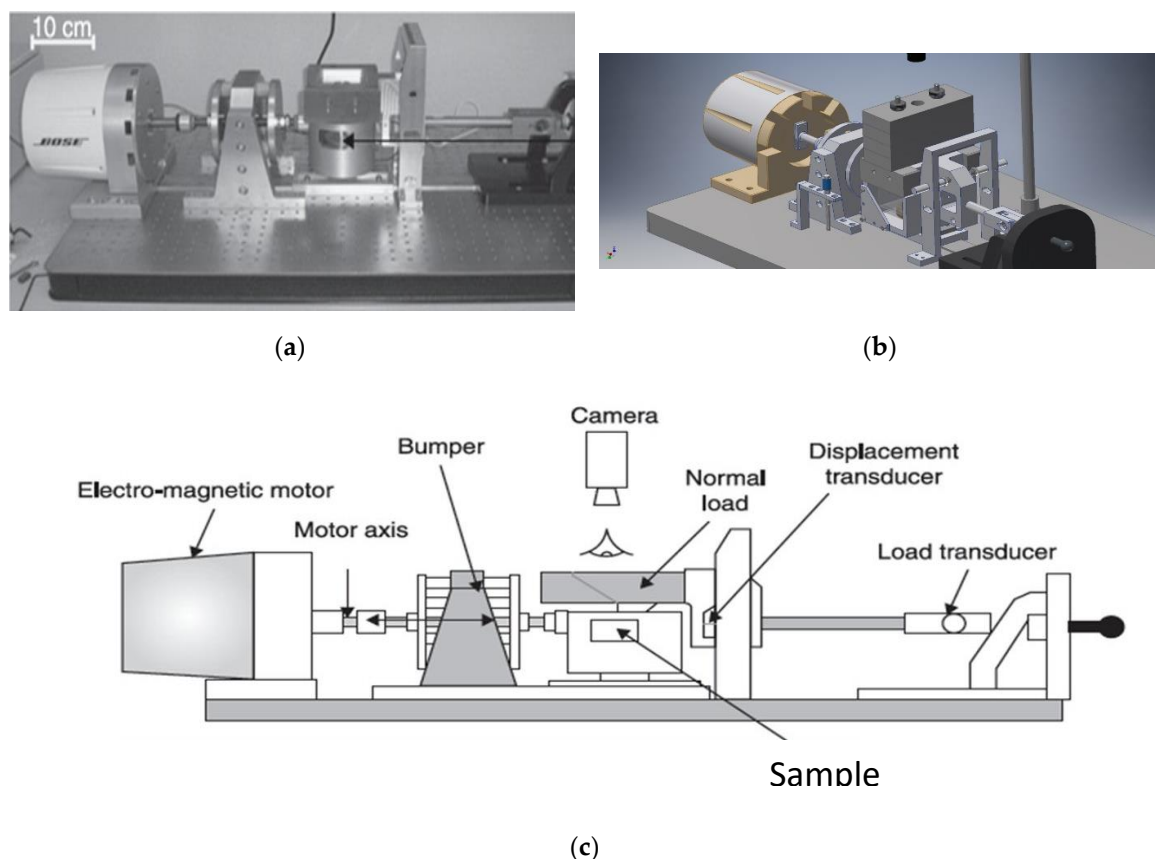 10 cm
BOSE
(a)
(b)
Camera
Bumper
Displacement
transducer
Electro-magnetic motor
Normal
load
Motor axis
Load transducer
Sample
(c)